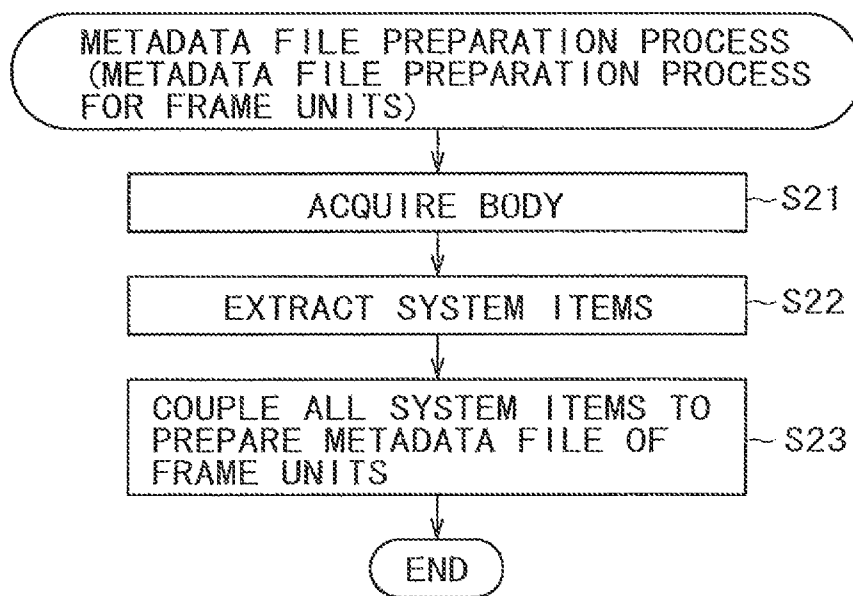 METADATA FILE PREPARATION PROCESS
(METADATA FILE PREPARATION PROCESS
FOR FRAME UNITS)
ACQUIRE BODY
S21
EXTRACT SYSTEM ITEMS
S22
COUPLE ALL SYSTEM ITEMS TO
PREPARE METADATA FILE OF
FRAME UNITS
S23
END